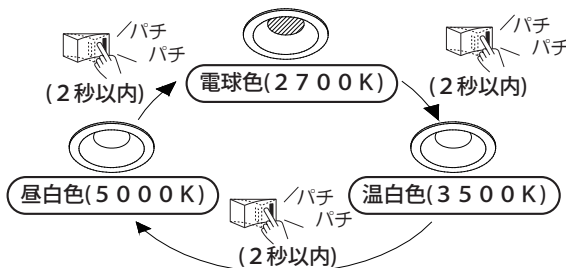 パチ
パチ
(2秒以内)
電球色(2700K)
パチ
パチ
(2秒以内)
昼白色(5000K)
パチ
パチ
(2秒以内)
温白色(3500K)